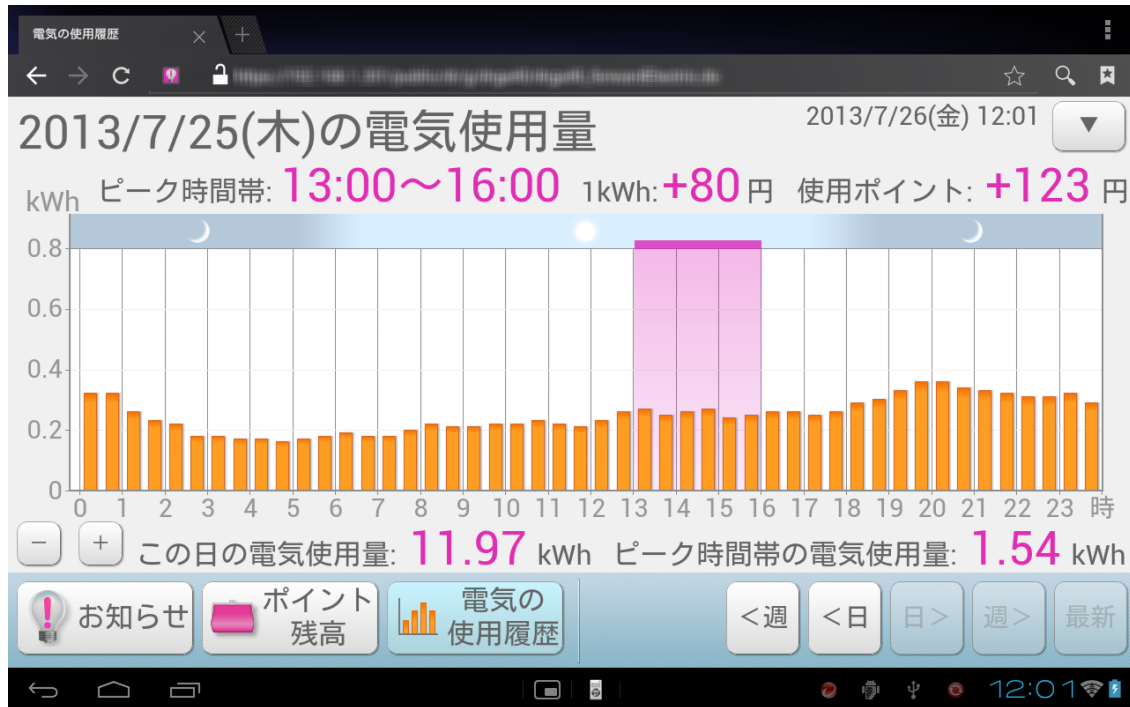 電気の使用履歴
2013/7/25(木)の電気使用量
2013/7/26(金) 12:01
▼
kWh
ピーク時間帯: 13:00〜16:00 1kWh: +80 円 使用ポイント: +123 円
0.8
0.6
0.4
0.2
0
0 1 2 3 4 5 6 7 8 9 10 11 12 13 14 15 16 17 18 19 20 21 22 23 時
− + この日の電気使用量: 11.97 kWh ピーク時間帯の電気使用量: 1.54 kWh
お知らせ
ポイント
残高
電気の
使用履歴
<週
<日
日>
週>
最新
12:01